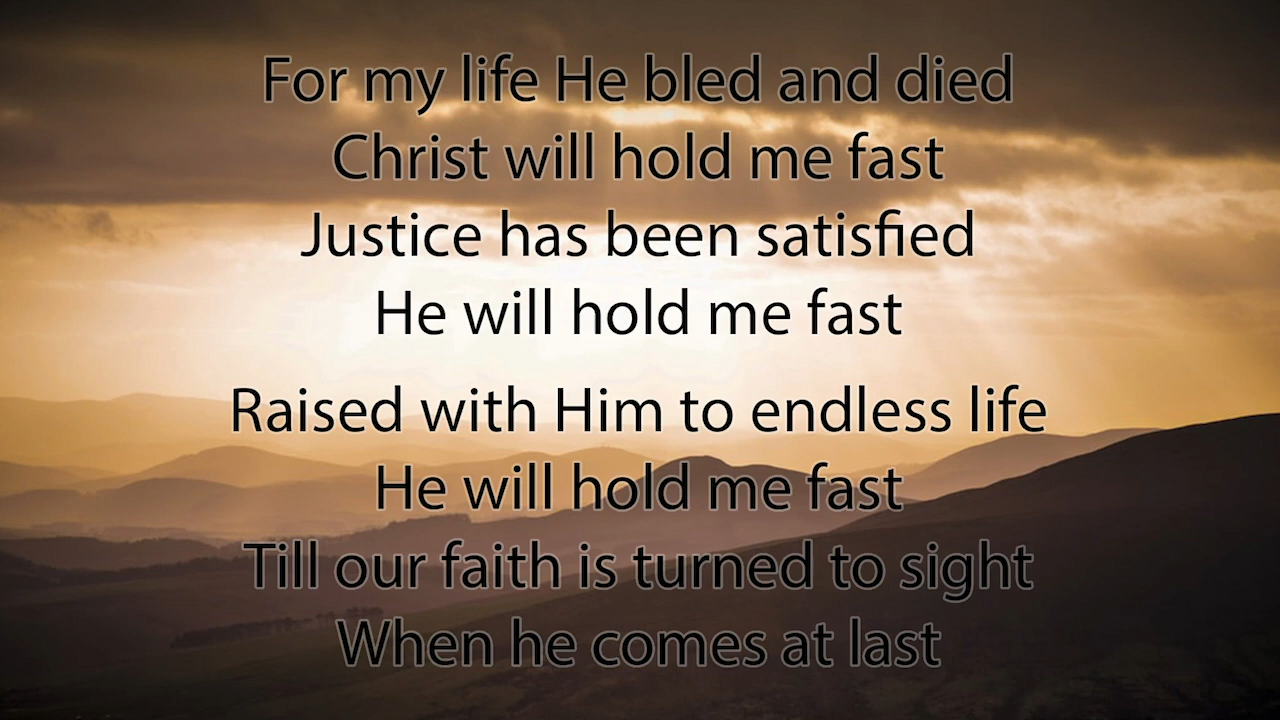 For my life He bled and died
Christ will hold me fast
Justice has been satisfied
He will hold me fast
Raised with Him to endless life
He will hold me fast
Till our faith is turned to sight
When he comes at last